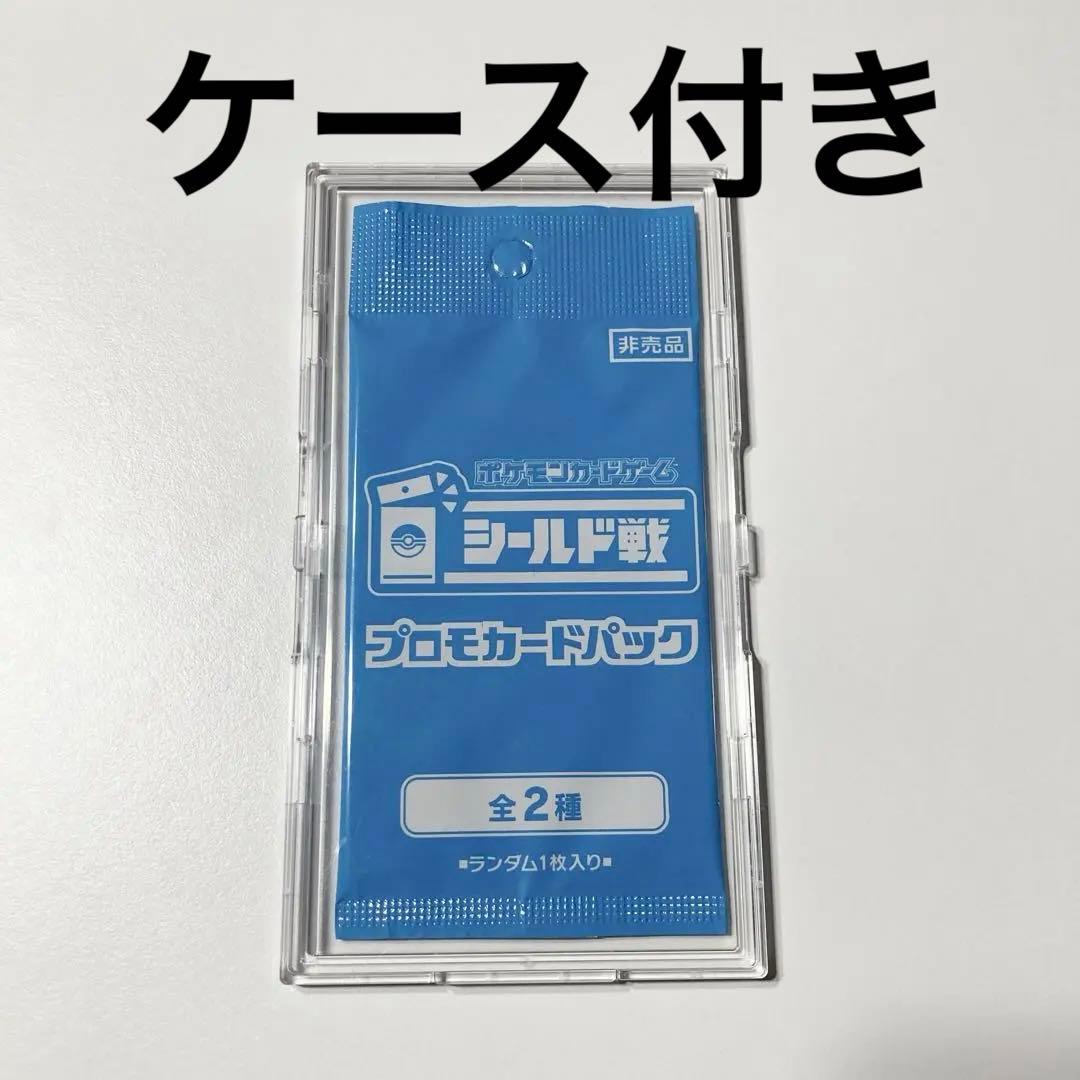 ケース付き
非売品
ポケモンカードゲーム
シールド戦
プロモカードパック
全2種
■ランダム1枚入り■